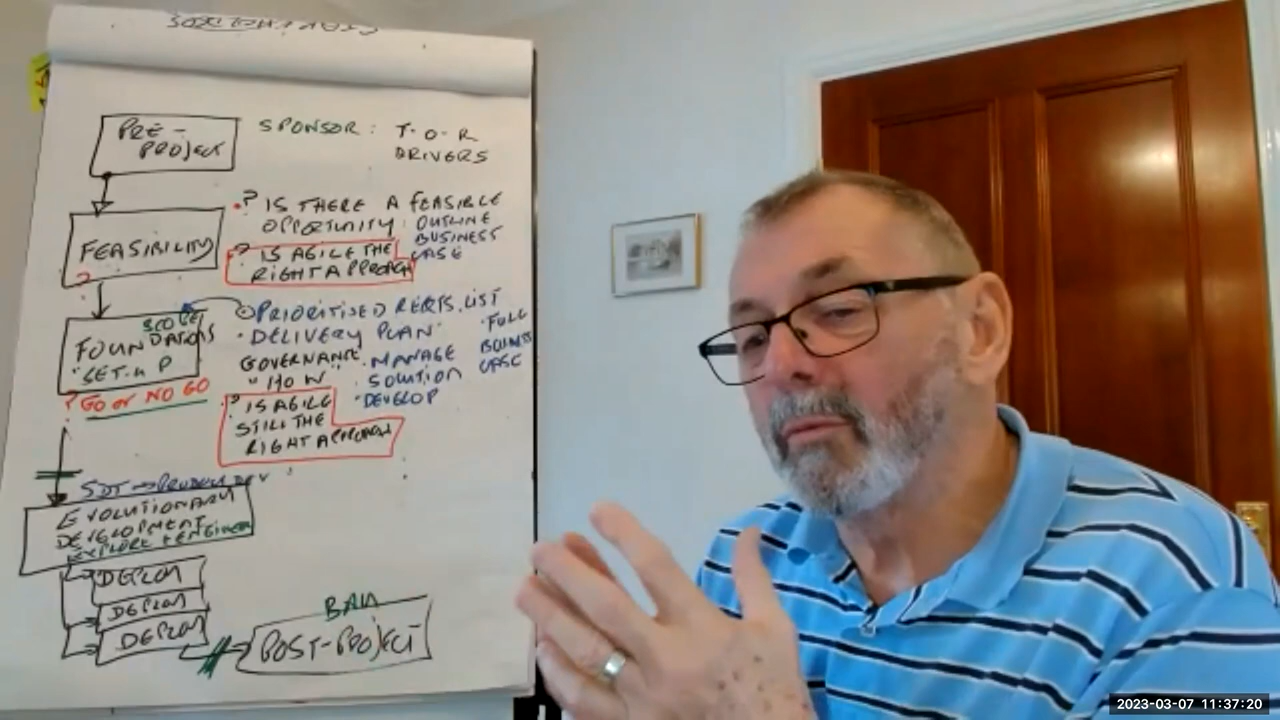 PRE-
PROJECT
SPONSOR: T.O.R
DRIVERS
FEASIBILITY
?
? IS THERE A FEASIBLE
OPPORTUNITY: OUTLINE
BUSINESS
CASE
? IS AGILE THE
RIGHT APPROACH
SCOPE
FOUNDATIONS
"SET-UP
? GO or NO GO
PRIORITISED REQTS. LIST
• DELIVERY PLAN
GOVERNANCE
"HOW"
• MANAGE
• SOLUTION
• DEVELOP
• FULL
BUSINESS
CASE
? IS AGILE
STILL THE
RIGHT APPROACH
SDT → PRODUCT DEV
EVOLUTIONARY
DEVELOPMENT
DEPLOY
DEPLOY
DEPLOY
BAU
POST-PROJECT
2023-03-07 11:37:20